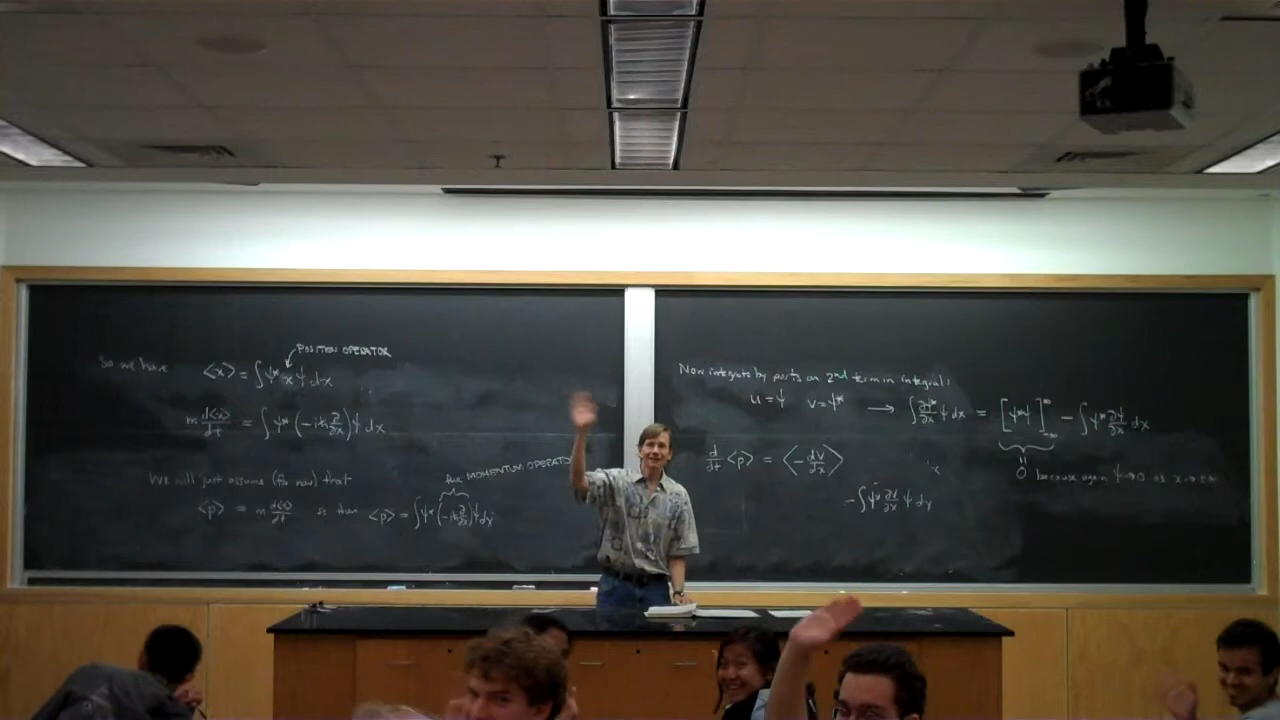 So we have ⟨x⟩ = ∫ψ* x ψ dx
POSITION OPERATOR
m d⟨x⟩/dt = ∫ψ* (-iħ ∂/∂x) ψ dx
We will just assume (for now) that
the MOMENTUM OPERATOR
⟨p⟩ = m d⟨x⟩/dt so then ⟨p⟩ = ∫ψ* (-iħ ∂/∂x) ψ dx
Now integrate by parts on 2nd term in integral:
u = ψ v = ψ* → ∫ ∂ψ*/∂x ψ dx = [ψ*ψ]^∞_-∞ - ∫ψ* ∂ψ/∂x dx
0 because again ψ→0 as x→±∞
d/dt ⟨p⟩ = ⟨-dV/dx⟩